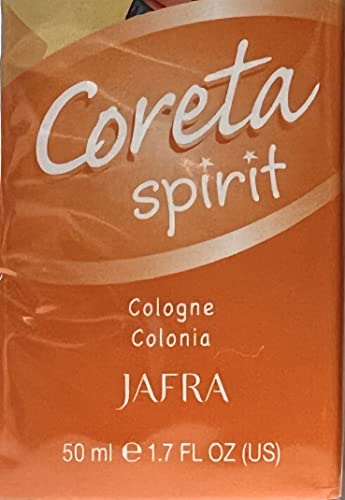 Coreta
spirit
Cologne
Colonia
JAFRA
50 ml ℮ 1.7 FL OZ (US)